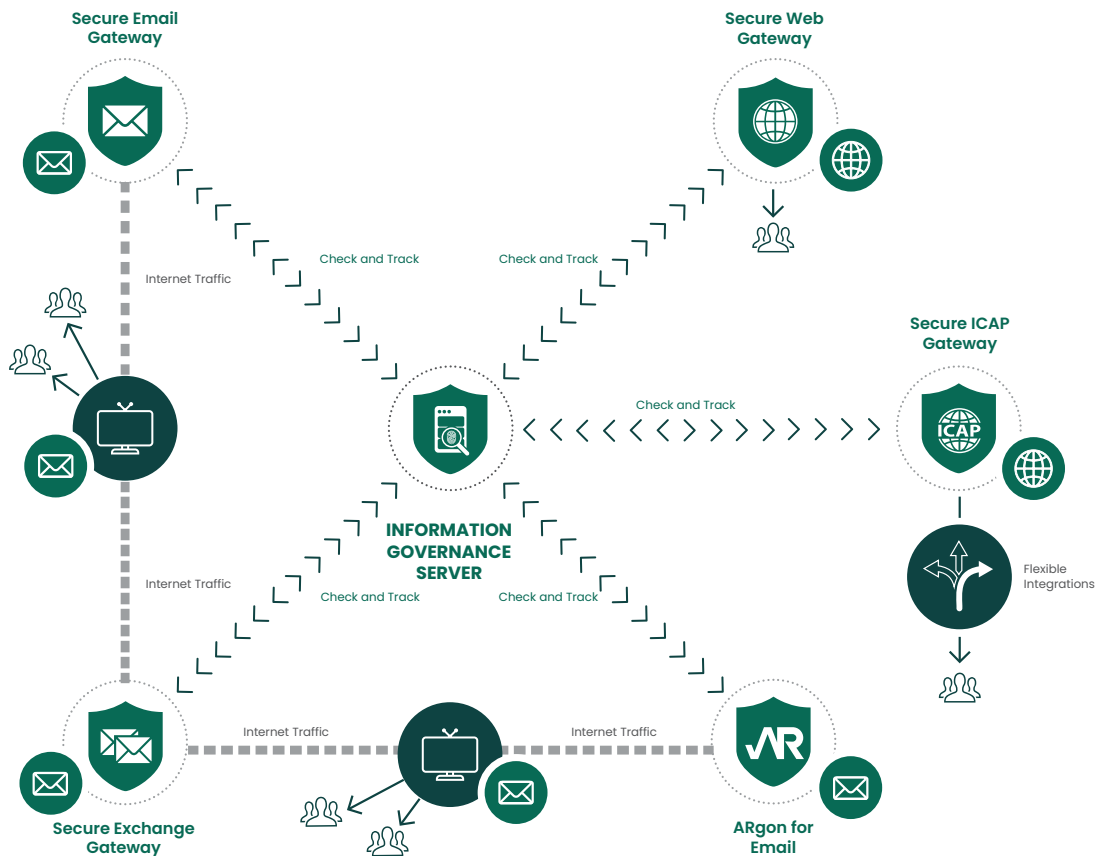 Secure Email
Gateway
Secure Web
Gateway
Check and Track
Check and Track
Internet Traffic
Secure ICAP
Gateway
Check and Track
ICAP
INFORMATION
GOVERNANCE
SERVER
Flexible
Integrations
Internet Traffic
Check and Track
Check and Track
Internet Traffic
Internet Traffic
AR
Secure Exchange
Gateway
ARgon for
Email